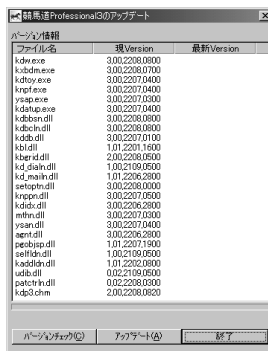 競馬道Professional3のアップデート
バージョン情報
ファイル名 現Version 最新Version
kdw.exe 3,00,2208,0800
kxbdm.exe 3,00,2208,0700
kdtoy.exe 3,00,2207,0400
knpf.exe 3,00,2207,0400
ysap.exe 3,00,2207,0300
kdatup.exe 3,00,2207,0400
kdbbsn.dll 3,00,2208,0800
kdbcln.dll 3,00,2208,0800
kddb.dll 3,00,2207,0100
kbl.dll 1,01,2201,1600
kbgrid.dll 2,00,2208,0500
kd_dialn.dll 1,00,2109,0500
kd_mailn.dll 1,01,2206,2800
setoptn.dll 3,00,2208,0000
knppn.dll 3,00,2207,0500
kdidx.dll 3,00,2206,2800
mthn.dll 3,00,2207,0300
ysan.dll 3,00,2207,0400
agnt.dll 3,00,2206,2800
pgobjsp.dll 1,01,2207,1900
selfldn.dll 1,00,2109,0500
kaddldn.dll 1,01,2202,0800
udib.dll 0,02,2109,0500
patctrln.dll 0,02,2208,0300
kdp3.chm 2,00,2208,0820
バージョンチェック(C) アップデート(A) 終了